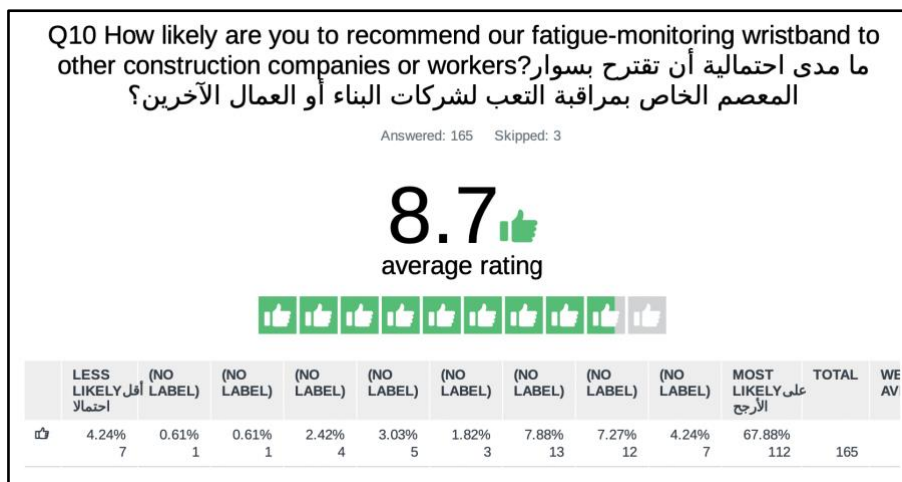 Q10 How likely are you to recommend our fatigue-monitoring wristband to
other construction companies or workers?ما مدى احتمالية أن تقترح بسوار
المعصم الخاص بمراقبة التعب لشركات البناء أو العمال الآخرين؟
Answered: 165 Skipped: 3
8.7
average rating
LESS LIKELYأقل احتمالا (NO LABEL) (NO LABEL) (NO LABEL) (NO LABEL) (NO LABEL) (NO LABEL) (NO LABEL) (NO LABEL) MOST LIKELYعلى الأرجح TOTAL WE AV
4.24% 0.61% 0.61% 2.42% 3.03% 1.82% 7.88% 7.27% 4.24% 67.88%
7 1 1 4 5 3 13 12 7 112 165